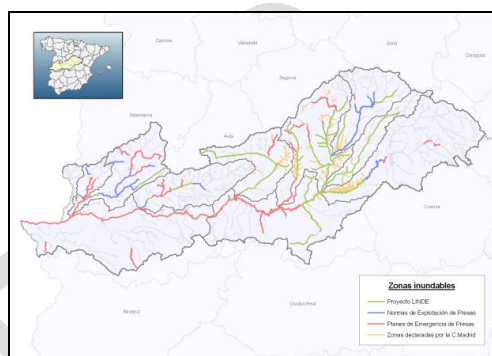 Zamora
Valladolid
Soria
Zaragoza
Segovia
Salamanca
Ávila
Cuenca
Badajoz
Ciudad Real
Zonas inundables
Proyecto LINDE
Normas de Explotación de Presas
Planes de Emergencia de Presas
Zonas declaradas por la C.Madrid